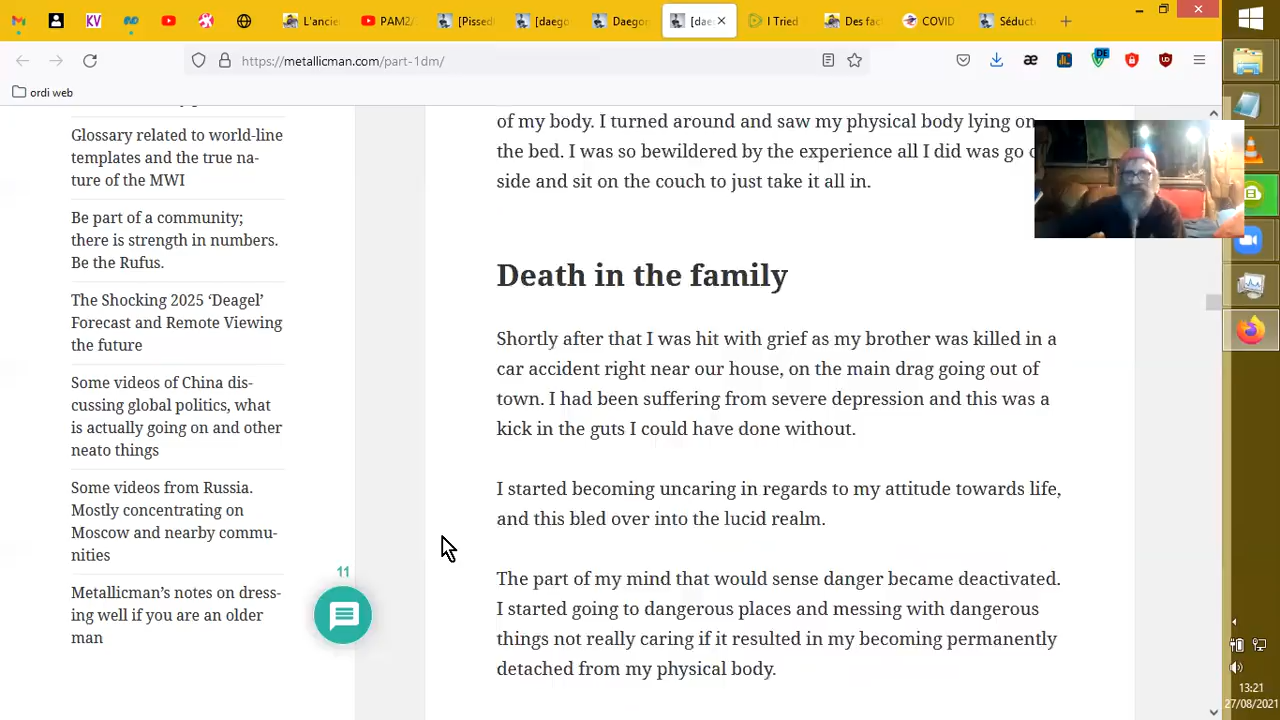 L'ancie
PAM2/
[Pissed
[daego
Daegon
[dae
I Tried
Des fac
COVID
Séduct
https://metallicman.com/part-1dm/
ordi web
Glossary related to world-line
templates and the true na-
ture of the MWI
Be part of a community;
there is strength in numbers.
Be the Rufus.
The Shocking 2025 ‘Deagel’
Forecast and Remote Viewing
the future
Some videos of China dis-
cussing global politics, what
is actually going on and other
neato things
Some videos from Russia.
Mostly concentrating on
Moscow and nearby commu-
nities
Metallicman’s notes on dress-
ing well if you are an older
man
11
of my body. I turned around and saw my physical body lying on
the bed. I was so bewildered by the experience all I did was go
side and sit on the couch to just take it all in.
Death in the family
Shortly after that I was hit with grief as my brother was killed in a
car accident right near our house, on the main drag going out of
town. I had been suffering from severe depression and this was a
kick in the guts I could have done without.
I started becoming uncaring in regards to my attitude towards life,
and this bled over into the lucid realm.
The part of my mind that would sense danger became deactivated.
I started going to dangerous places and messing with dangerous
things not really caring if it resulted in my becoming permanently
detached from my physical body.
13:21
27/08/2021